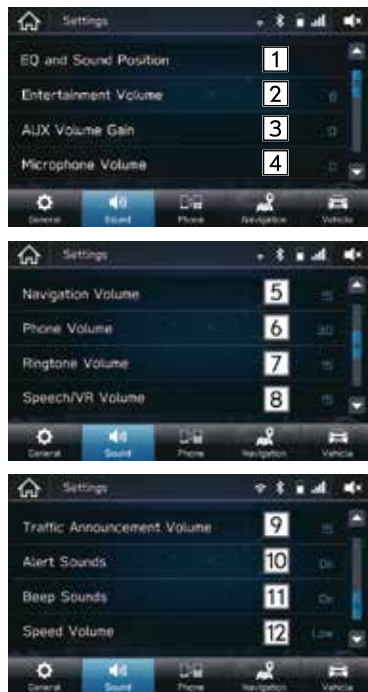 Settings
EQ and Sound Position 1
Entertainment Volume 2 6
AUX Volume Gain 3 0
Microphone Volume 4 0
General Sound Phone Navigation Vehicle
Settings
Navigation Volume 5 15
Phone Volume 6 30
Ringtone Volume 7 15
Speech/VR Volume 8 15
General Sound Phone Navigation Vehicle
Settings
Traffic Announcement Volume 9 15
Alert Sounds 10 On
Beep Sounds 11 On
Speed Volume 12 Low
General Sound Phone Navigation Vehicle